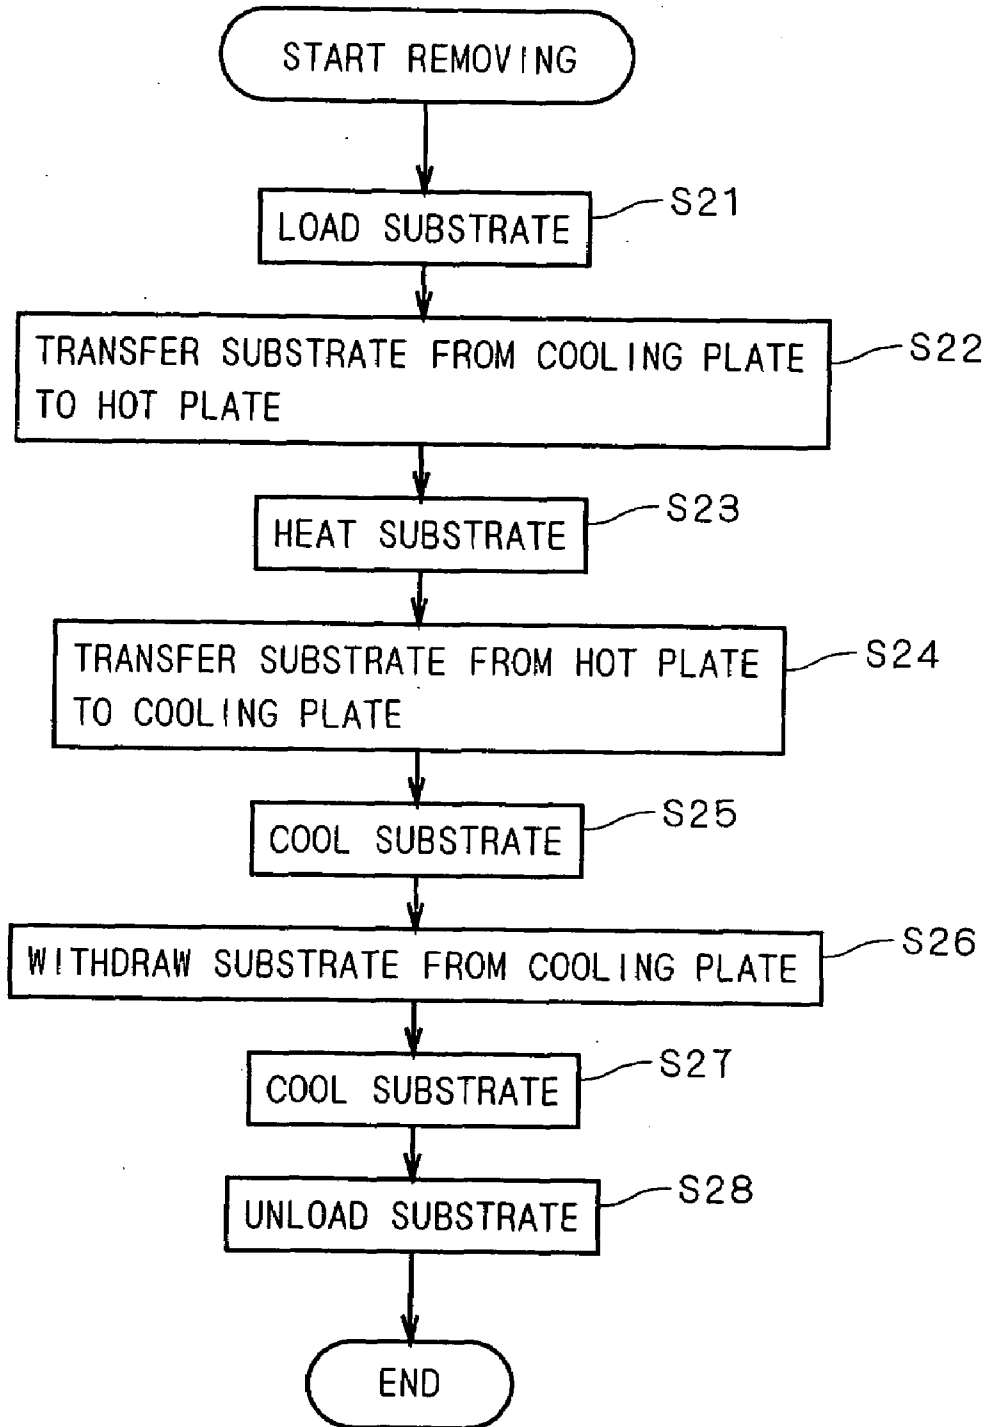 START REMOVING
LOAD SUBSTRATE
S21
TRANSFER SUBSTRATE FROM COOLING PLATE
TO HOT PLATE
S22
HEAT SUBSTRATE
S23
TRANSFER SUBSTRATE FROM HOT PLATE
TO COOLING PLATE
S24
COOL SUBSTRATE
S25
WITHDRAW SUBSTRATE FROM COOLING PLATE
S26
COOL SUBSTRATE
S27
UNLOAD SUBSTRATE
S28
END